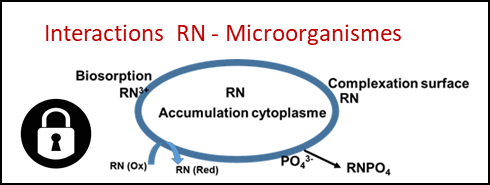 Interactions RN - Microorganismes
Biosorption
RN³⁺
RN
Accumulation cytoplasme
Complexation surface
RN
RN (Ox)
RN (Red)
PO₄³⁻
RNPO₄